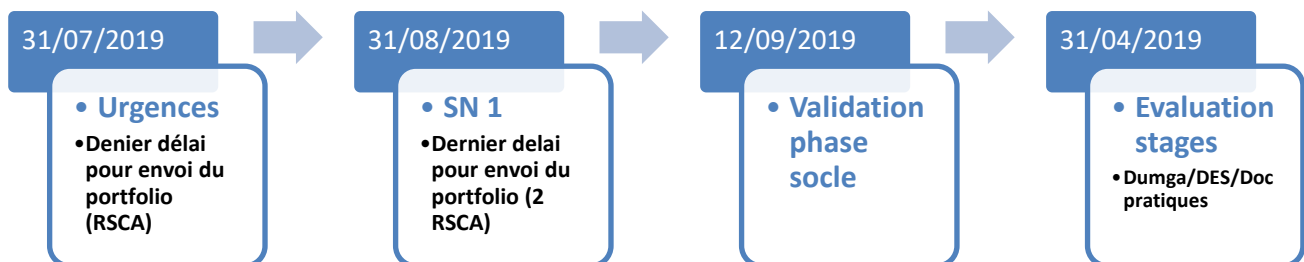 31/07/2019
• Urgences
•Denier délai
pour envoi du
portfolio
(RSCA)
31/08/2019
• SN 1
•Dernier delai
pour envoi du
portfolio (2
RSCA)
12/09/2019
• Validation
phase
socle
31/04/2019
• Evaluation
stages
•Dumga/DES/Doc
pratiques